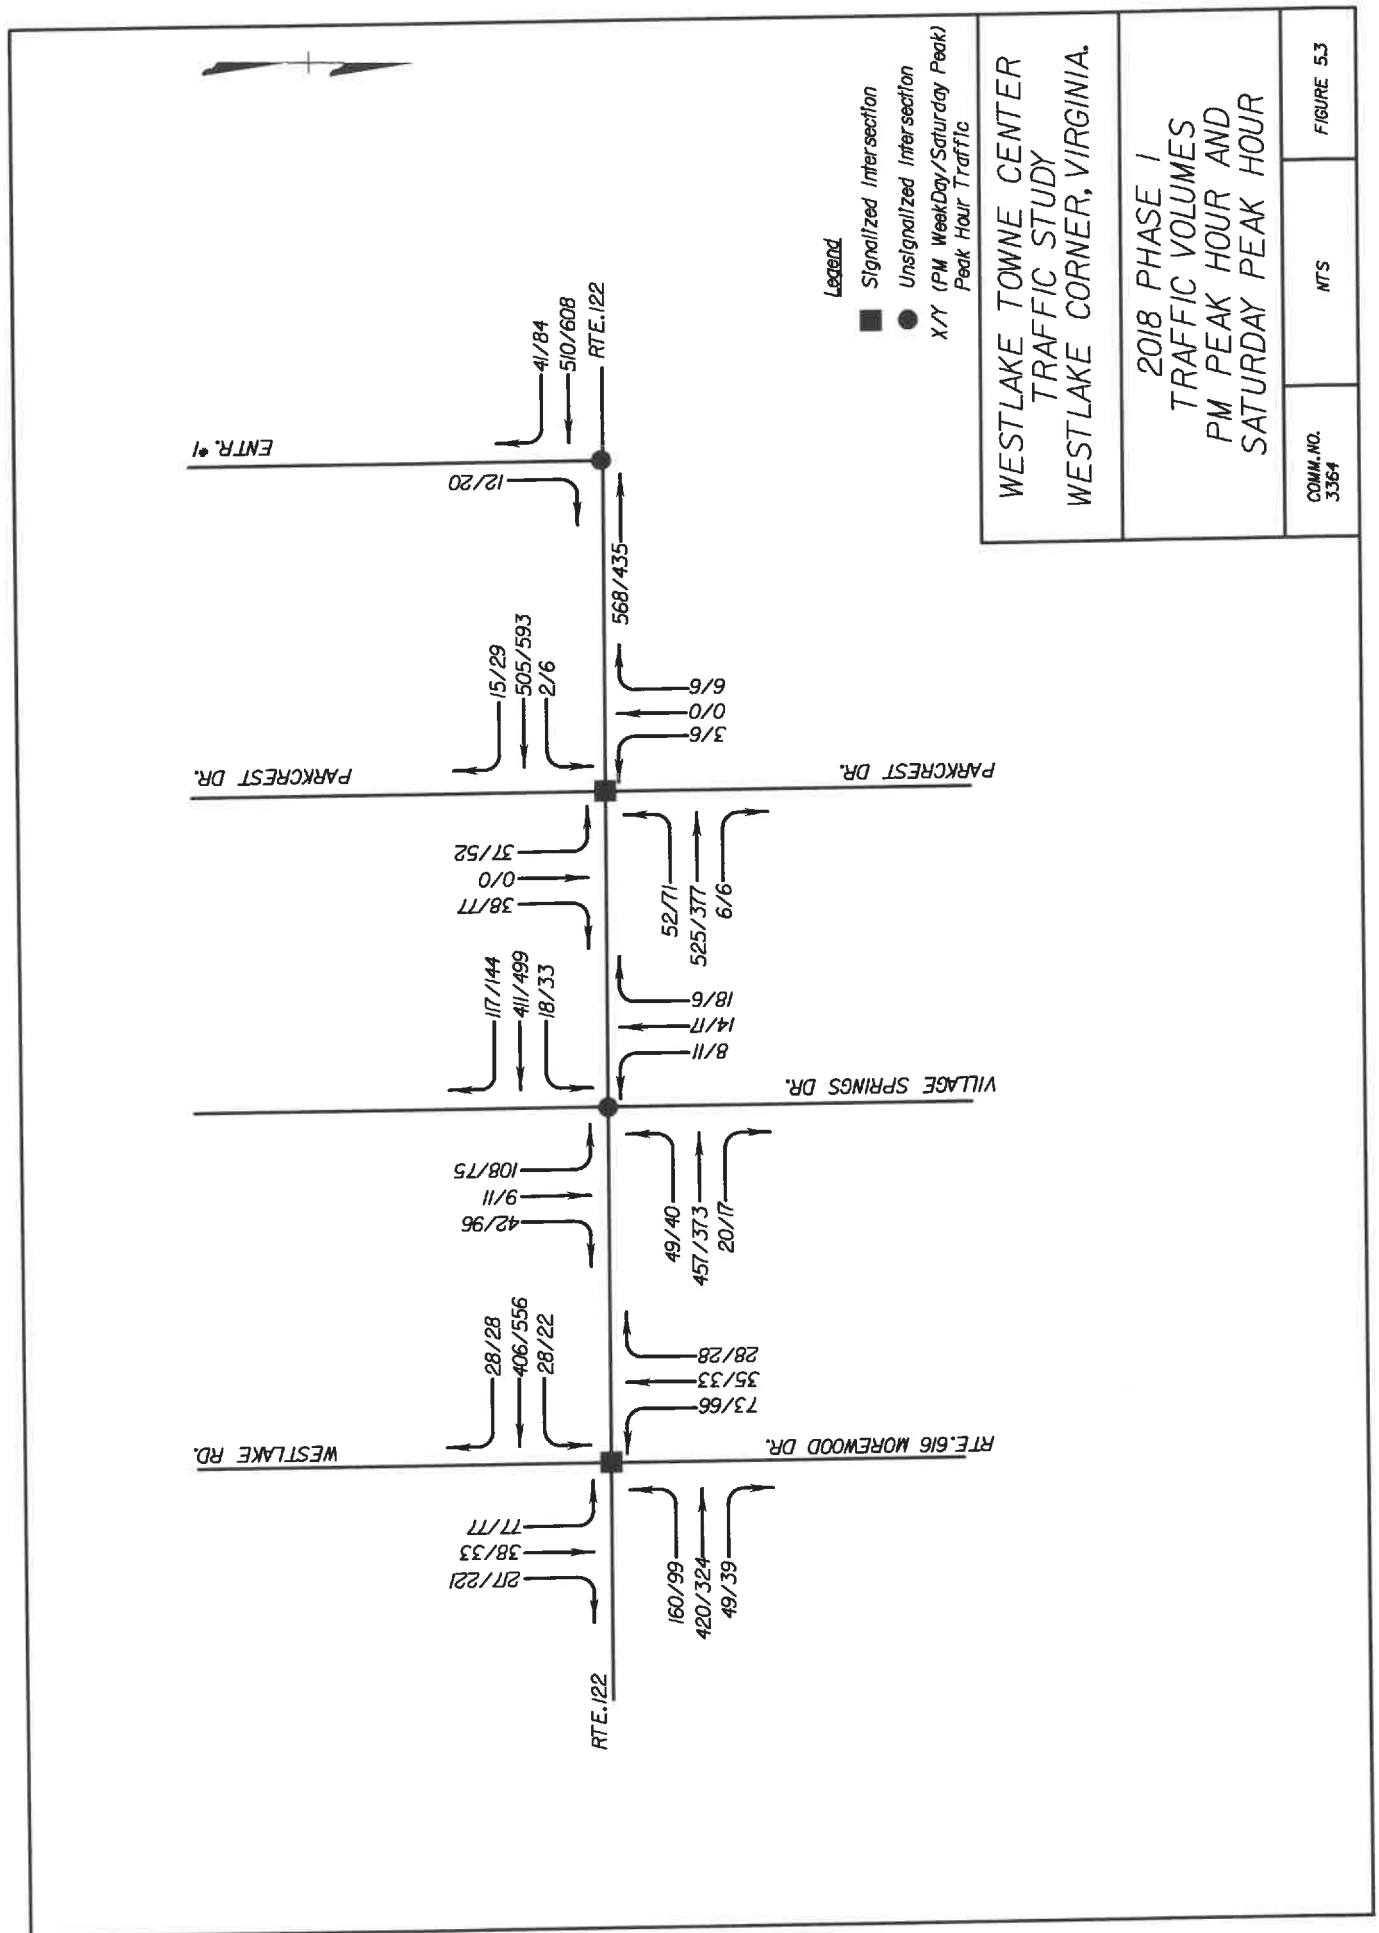 Legend
Signalized Intersection
Unsignalized Intersection
X/Y (PM WeekDay/Saturday Peak)
Peak Hour Traffic
WESTLAKE TOWNE CENTER
TRAFFIC STUDY
WESTLAKE CORNER, VIRGINIA.
2018 PHASE 1
TRAFFIC VOLUMES
PM PEAK HOUR AND
SATURDAY PEAK HOUR
COMM. NO.
3364
NTS
FIGURE 5.3
RTE. 122
WESTLAKE RD.
RTE. 616 MOREWOOD DR.
217/221
38/33
77/77
28/28
406/556
28/22
160/99
420/324
49/39
73/66
35/33
28/28
VILLAGE SPRINGS DR.
42/96
9/11
108/75
117/144
411/499
18/33
49/40
457/373
20/17
8/11
14/17
18/6
PARKCREST DR.
PARKCREST DR.
38/77
0/0
37/52
15/29
505/593
2/6
52/71
525/377
6/6
3/6
0/0
6/6
ENTR. #1
12/20
568/435
41/84
510/608
RTE. 122